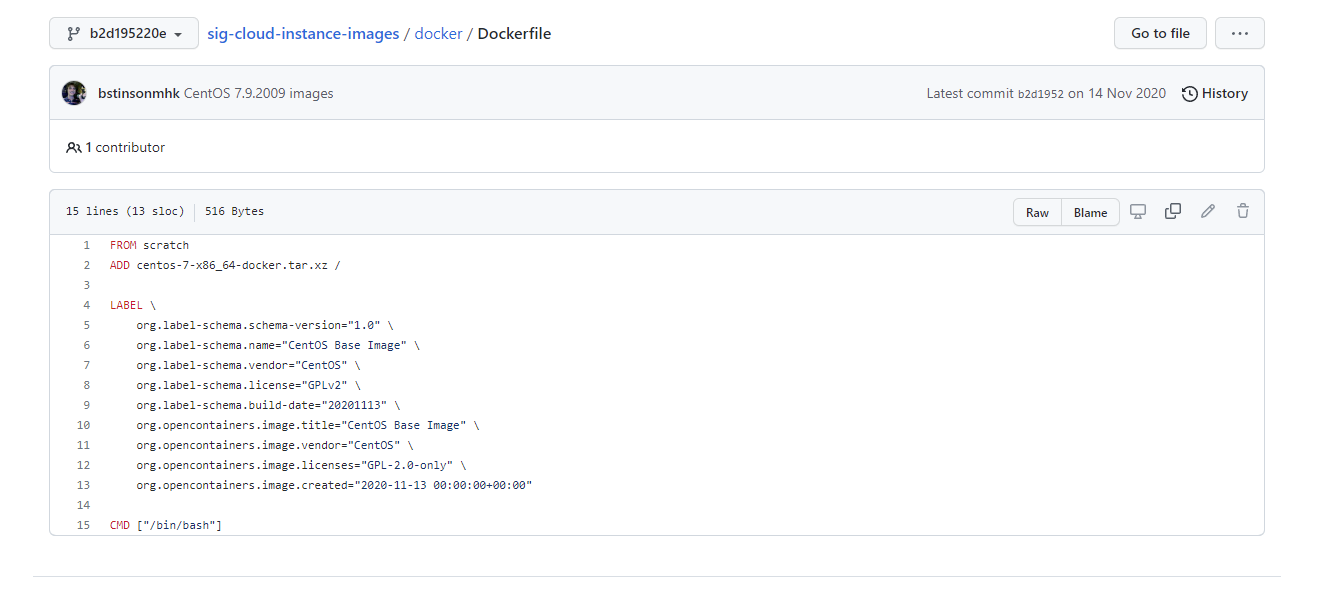 b2d195220e sig-cloud-instance-images / docker / Dockerfile Go to file ...
bstinsonmhk CentOS 7.9.2009 images Latest commit b2d1952 on 14 Nov 2020 History
1 contributor
15 lines (13 sloc) 516 Bytes Raw Blame
1 FROM scratch
2 ADD centos-7-x86_64-docker.tar.xz /
3
4 LABEL \
5 org.label-schema.schema-version="1.0" \
6 org.label-schema.name="CentOS Base Image" \
7 org.label-schema.vendor="CentOS" \
8 org.label-schema.license="GPLv2" \
9 org.label-schema.build-date="20201113" \
10 org.opencontainers.image.title="CentOS Base Image" \
11 org.opencontainers.image.vendor="CentOS" \
12 org.opencontainers.image.licenses="GPL-2.0-only" \
13 org.opencontainers.image.created="2020-11-13 00:00:00+00:00"
14
15 CMD ["/bin/bash"]